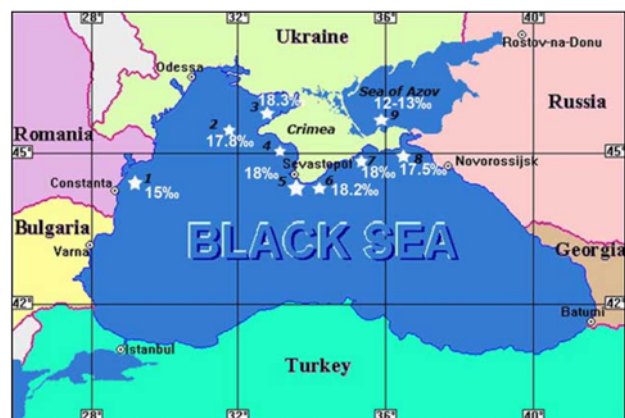 32° 36° 40°
Ukraine
Rostov-na-Donu
Odessa
Sea of Azov
12-13‰
9
3
18.3‰
Russia
2
17.8‰
Crimea
Romania
45° 45°
4
Sevastopol
7
8
Novorossijsk
18‰
18‰
17.5‰
5
6
18.2‰
1
15‰
Constanta
Bulgaria
Varna
BLACK SEA
Georgia
42° 42°
Batumi
Istanbul
Turkey
28° 32° 36° 40°